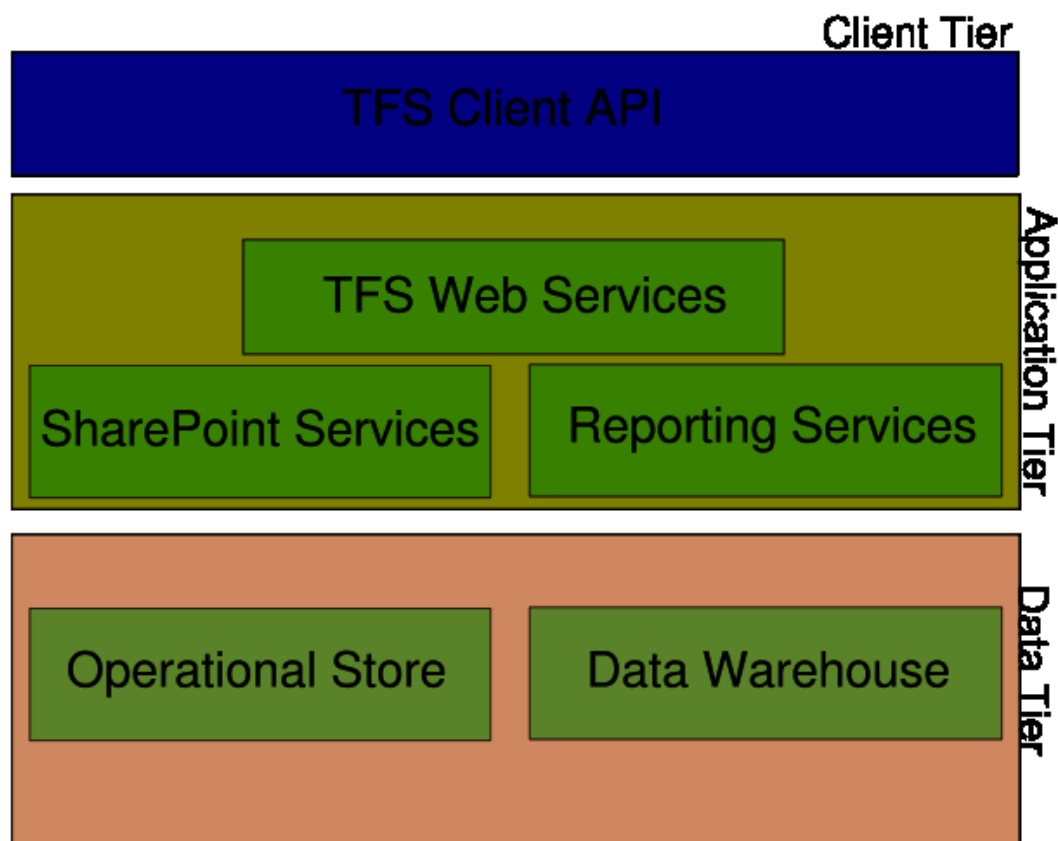 Client Tier
TFS Client API
Application Tier
TFS Web Services
SharePoint Services
Reporting Services
Data Tier
Operational Store
Data Warehouse